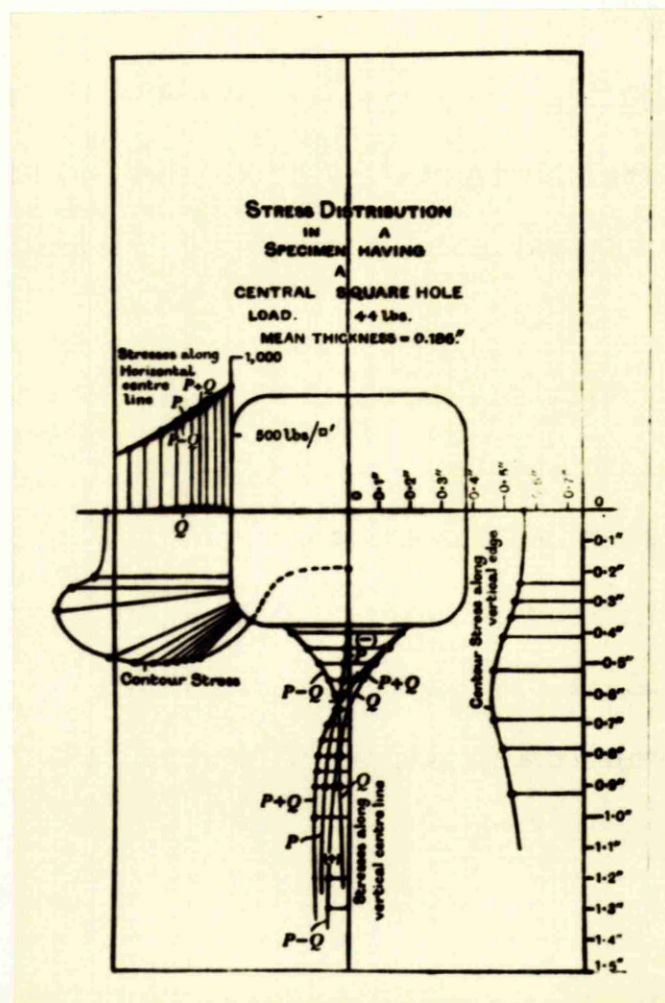 STRESS DISTRIBUTION
IN A
SPECIMEN HAVING
A
CENTRAL SQUARE HOLE
LOAD. 44 lbs.
MEAN THICKNESS = 0.186."
Stresses along
Horizontal
centre
line
P+Q
P
P-Q
1,000
500 lbs/□'
Q
0 0·1" 0·2" 0·3" 0·4" 0·5" 0·6" 0·7" 0
0·1"
0·2"
0·3"
0·4"
0·5"
0·6"
0·7"
0·8"
0·9"
1·0"
1·1"
1·2"
1·3"
1·4"
1·5"
Contour Stress along
vertical edge
Contour Stress
P-Q
P+Q
Q
Q
P+Q
P
P-Q
Stresses along
vertical centre line